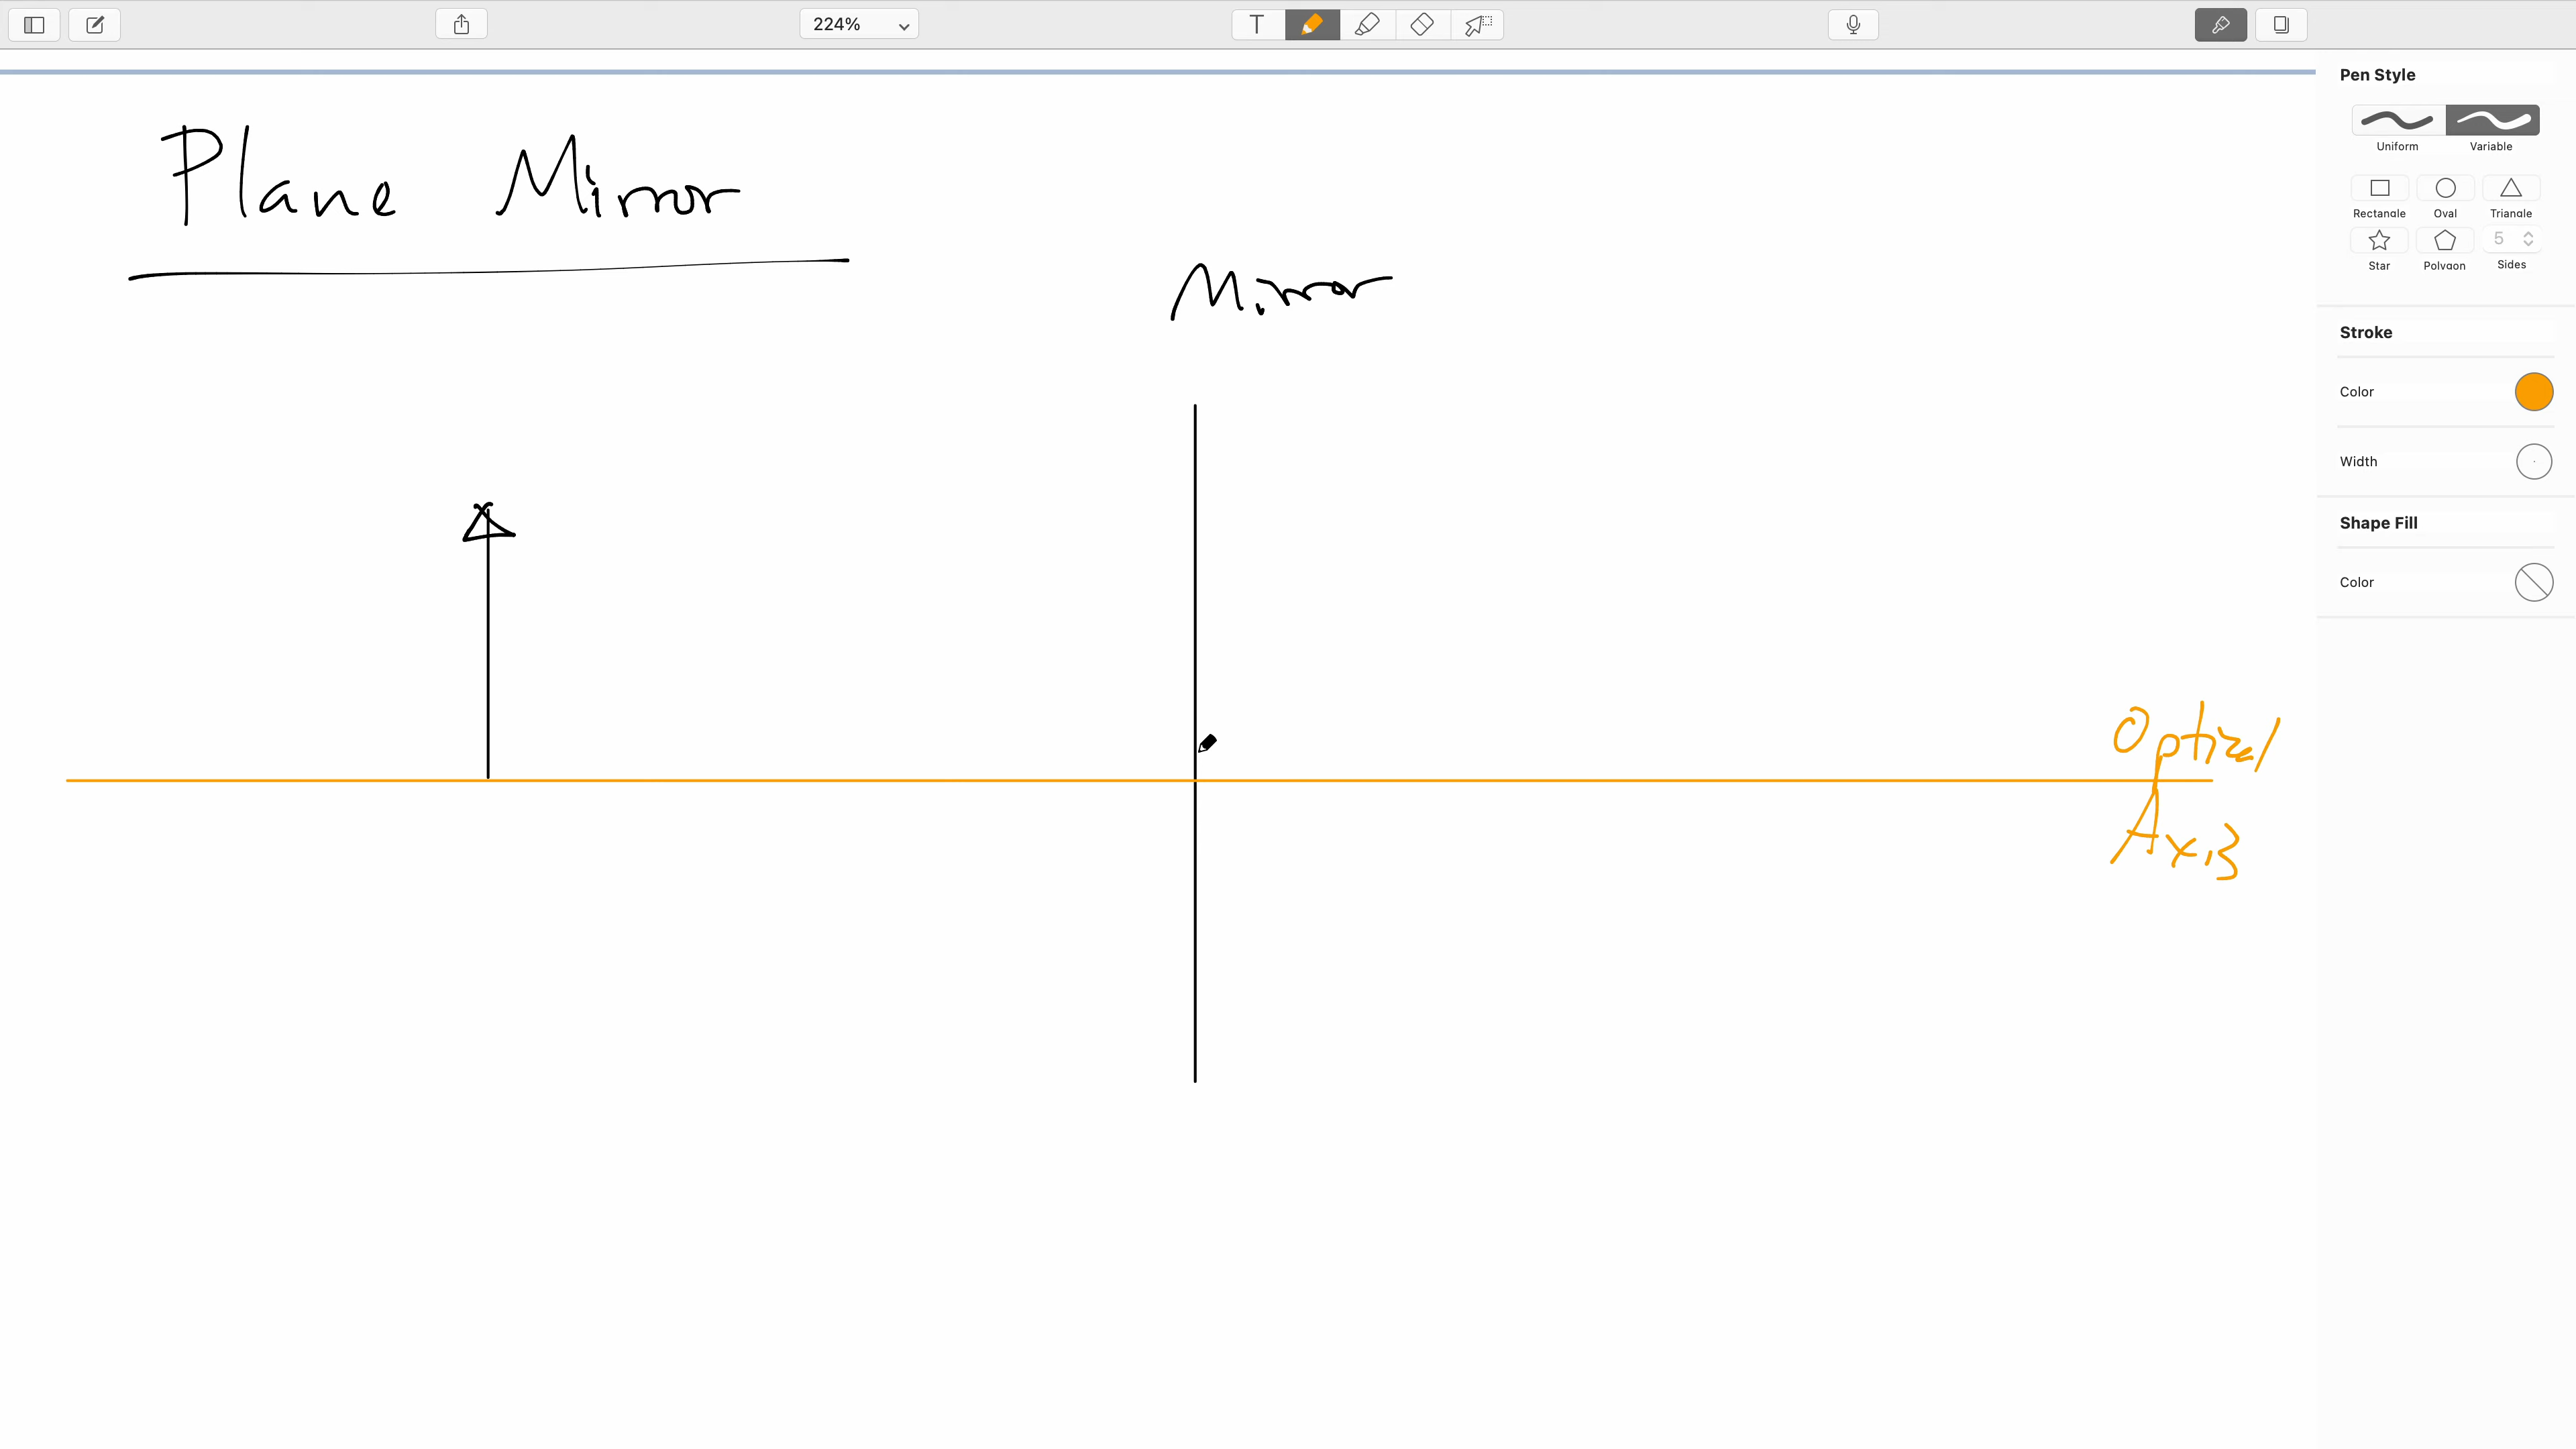 224%
T
Pen Style
Uniform Variable
Rectangle Oval Triangle
5
Star Polygon Sides
Stroke
Color
Width
Shape Fill
Color
Plane Mirror
Mirror
Optical
Axis